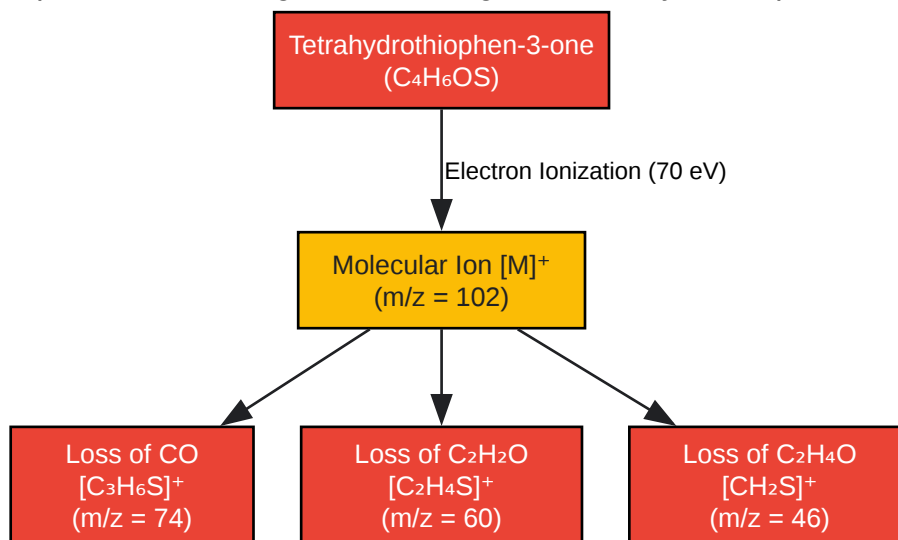 Tetrahydrothiophen-3-one
(C₄H₆OS)
Electron Ionization (70 eV)
Molecular Ion [M]⁺
(m/z = 102)
Loss of CO
[C₃H₆S]⁺
(m/z = 74)
Loss of C₂H₂O
[C₂H₄S]⁺
(m/z = 60)
Loss of C₂H₄O
[CH₂S]⁺
(m/z = 46)